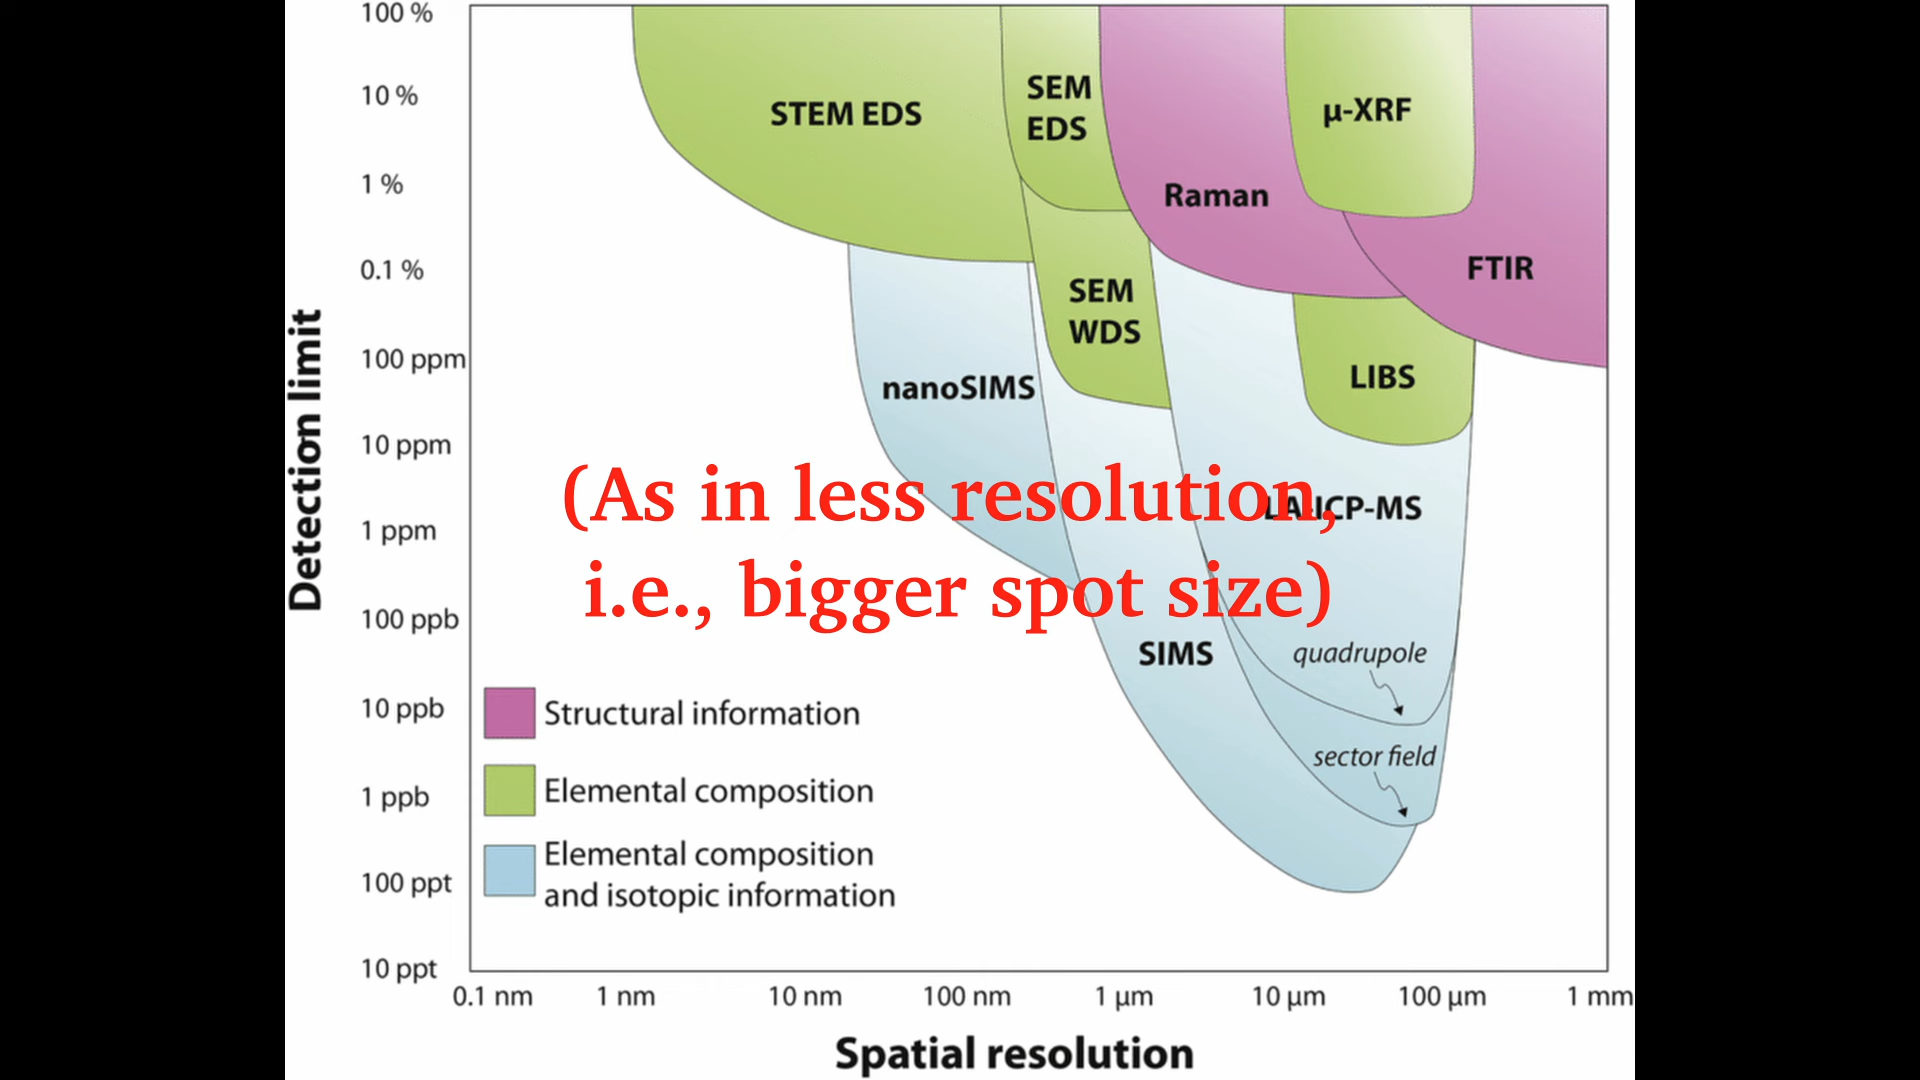 100 %
10 %
1 %
0.1 %
100 ppm
10 ppm
1 ppm
100 ppb
10 ppb
1 ppb
100 ppt
10 ppt
Detection limit
STEM EDS
SEM
EDS
Raman
μ-XRF
FTIR
SEM
WDS
nanoSIMS
LIBS
LA-ICP-MS
(As in less resolution,
i.e., bigger spot size)
SIMS
quadrupole
sector field
Structural information
Elemental composition
Elemental composition
and isotopic information
0.1 nm
1 nm
10 nm
100 nm
1 μm
10 μm
100 μm
1 mm
Spatial resolution